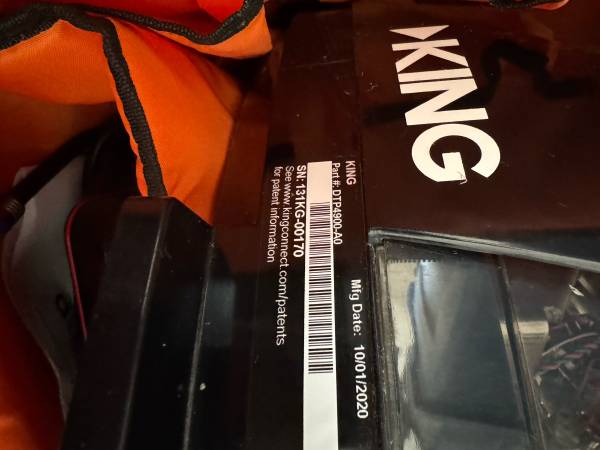 KING
KING
Part #: DTP4900-A0
Mfg Date: 10/01/2020
SN: 131KG-00170
See www.kingconnect.com/patents
for patent information